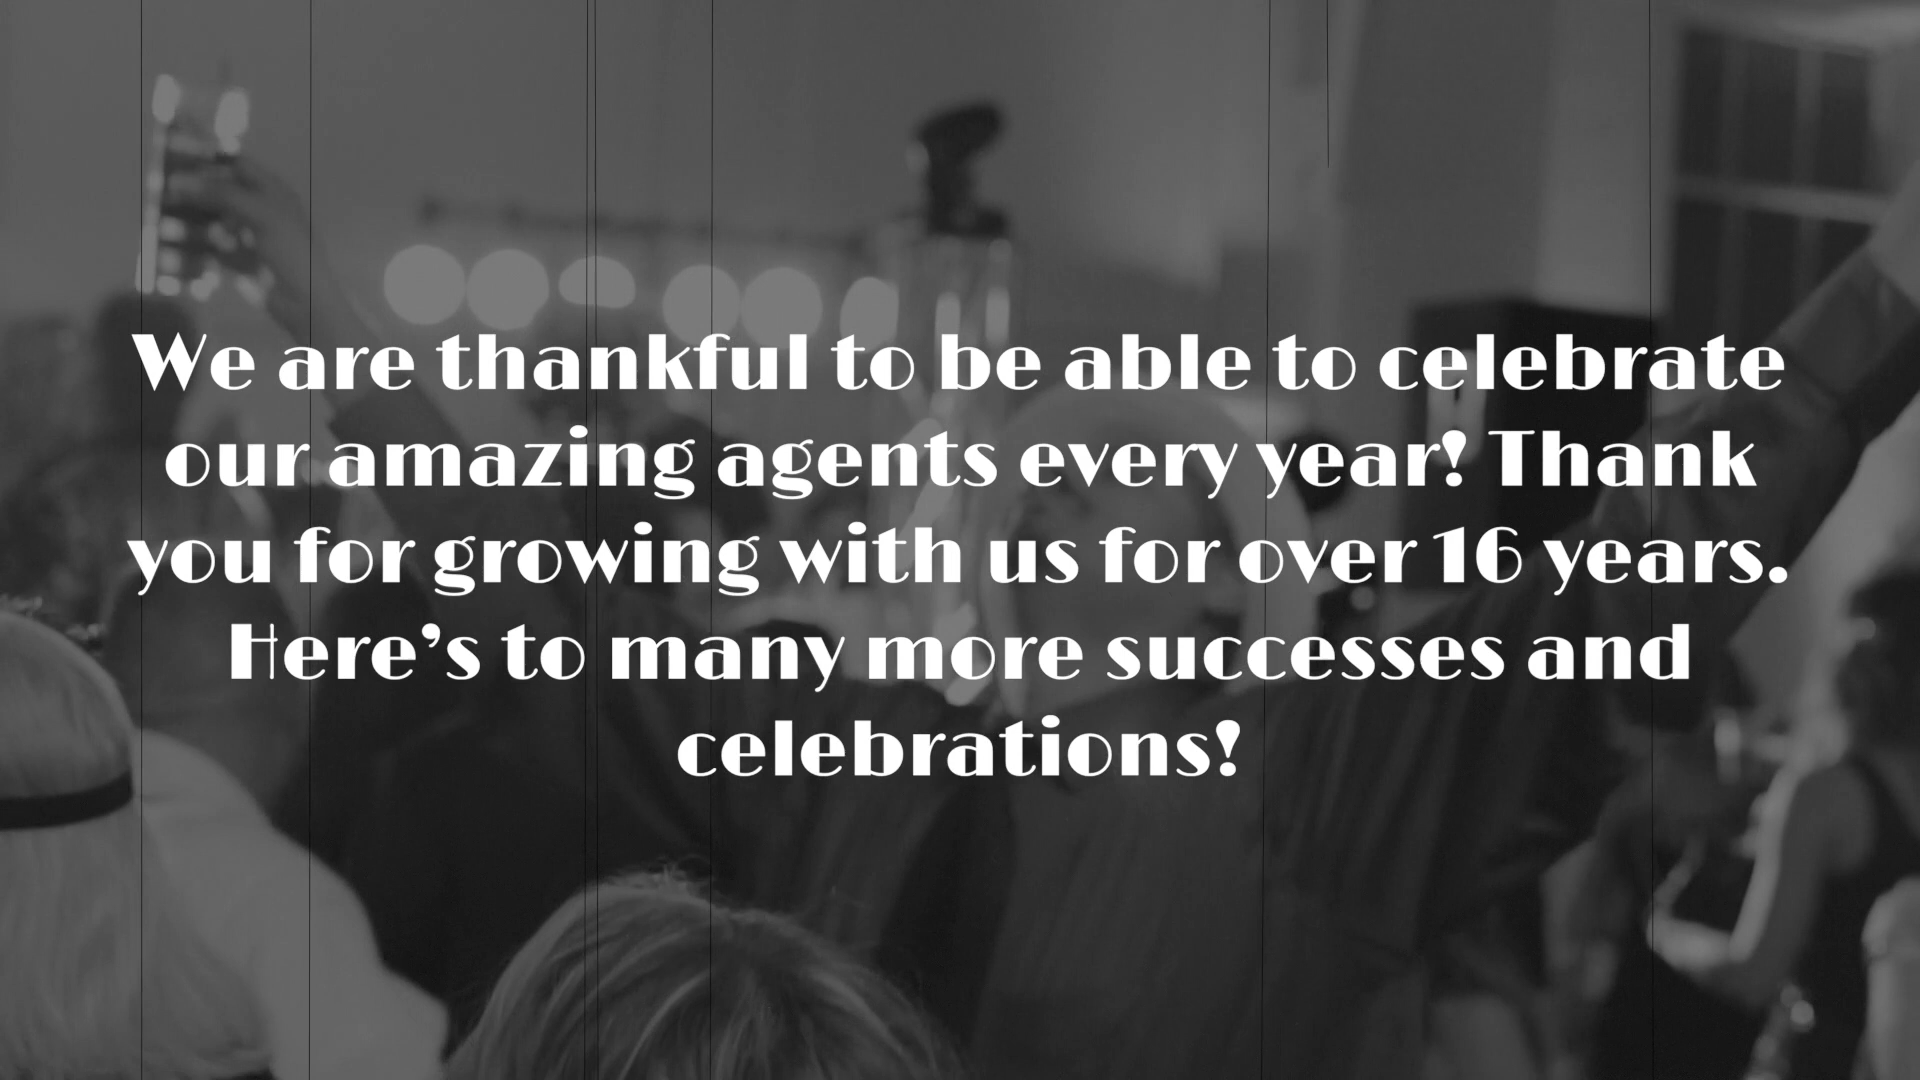 We are thankful to be able to celebrate
our amazing agents every year! Thank
you for growing with us for over 16 years.
Here’s to many more successes and
celebrations!